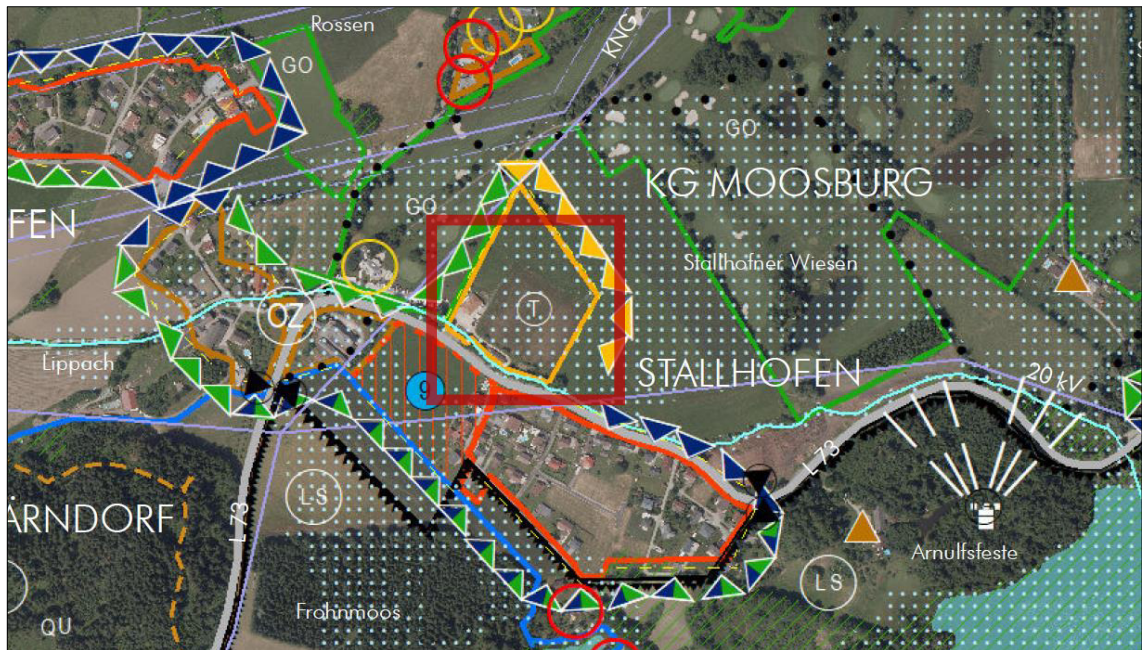 Rossen
GO
KNG
GO
KG MOOSBURG
FEN
GO
Stallhofner Wiesen
T
OZ
Lippach
STALLHOFEN
20 kV
9
L73
LS
ÄRNDORF
L73
Arnulfsfeste
LS
Frohnmoos
QU